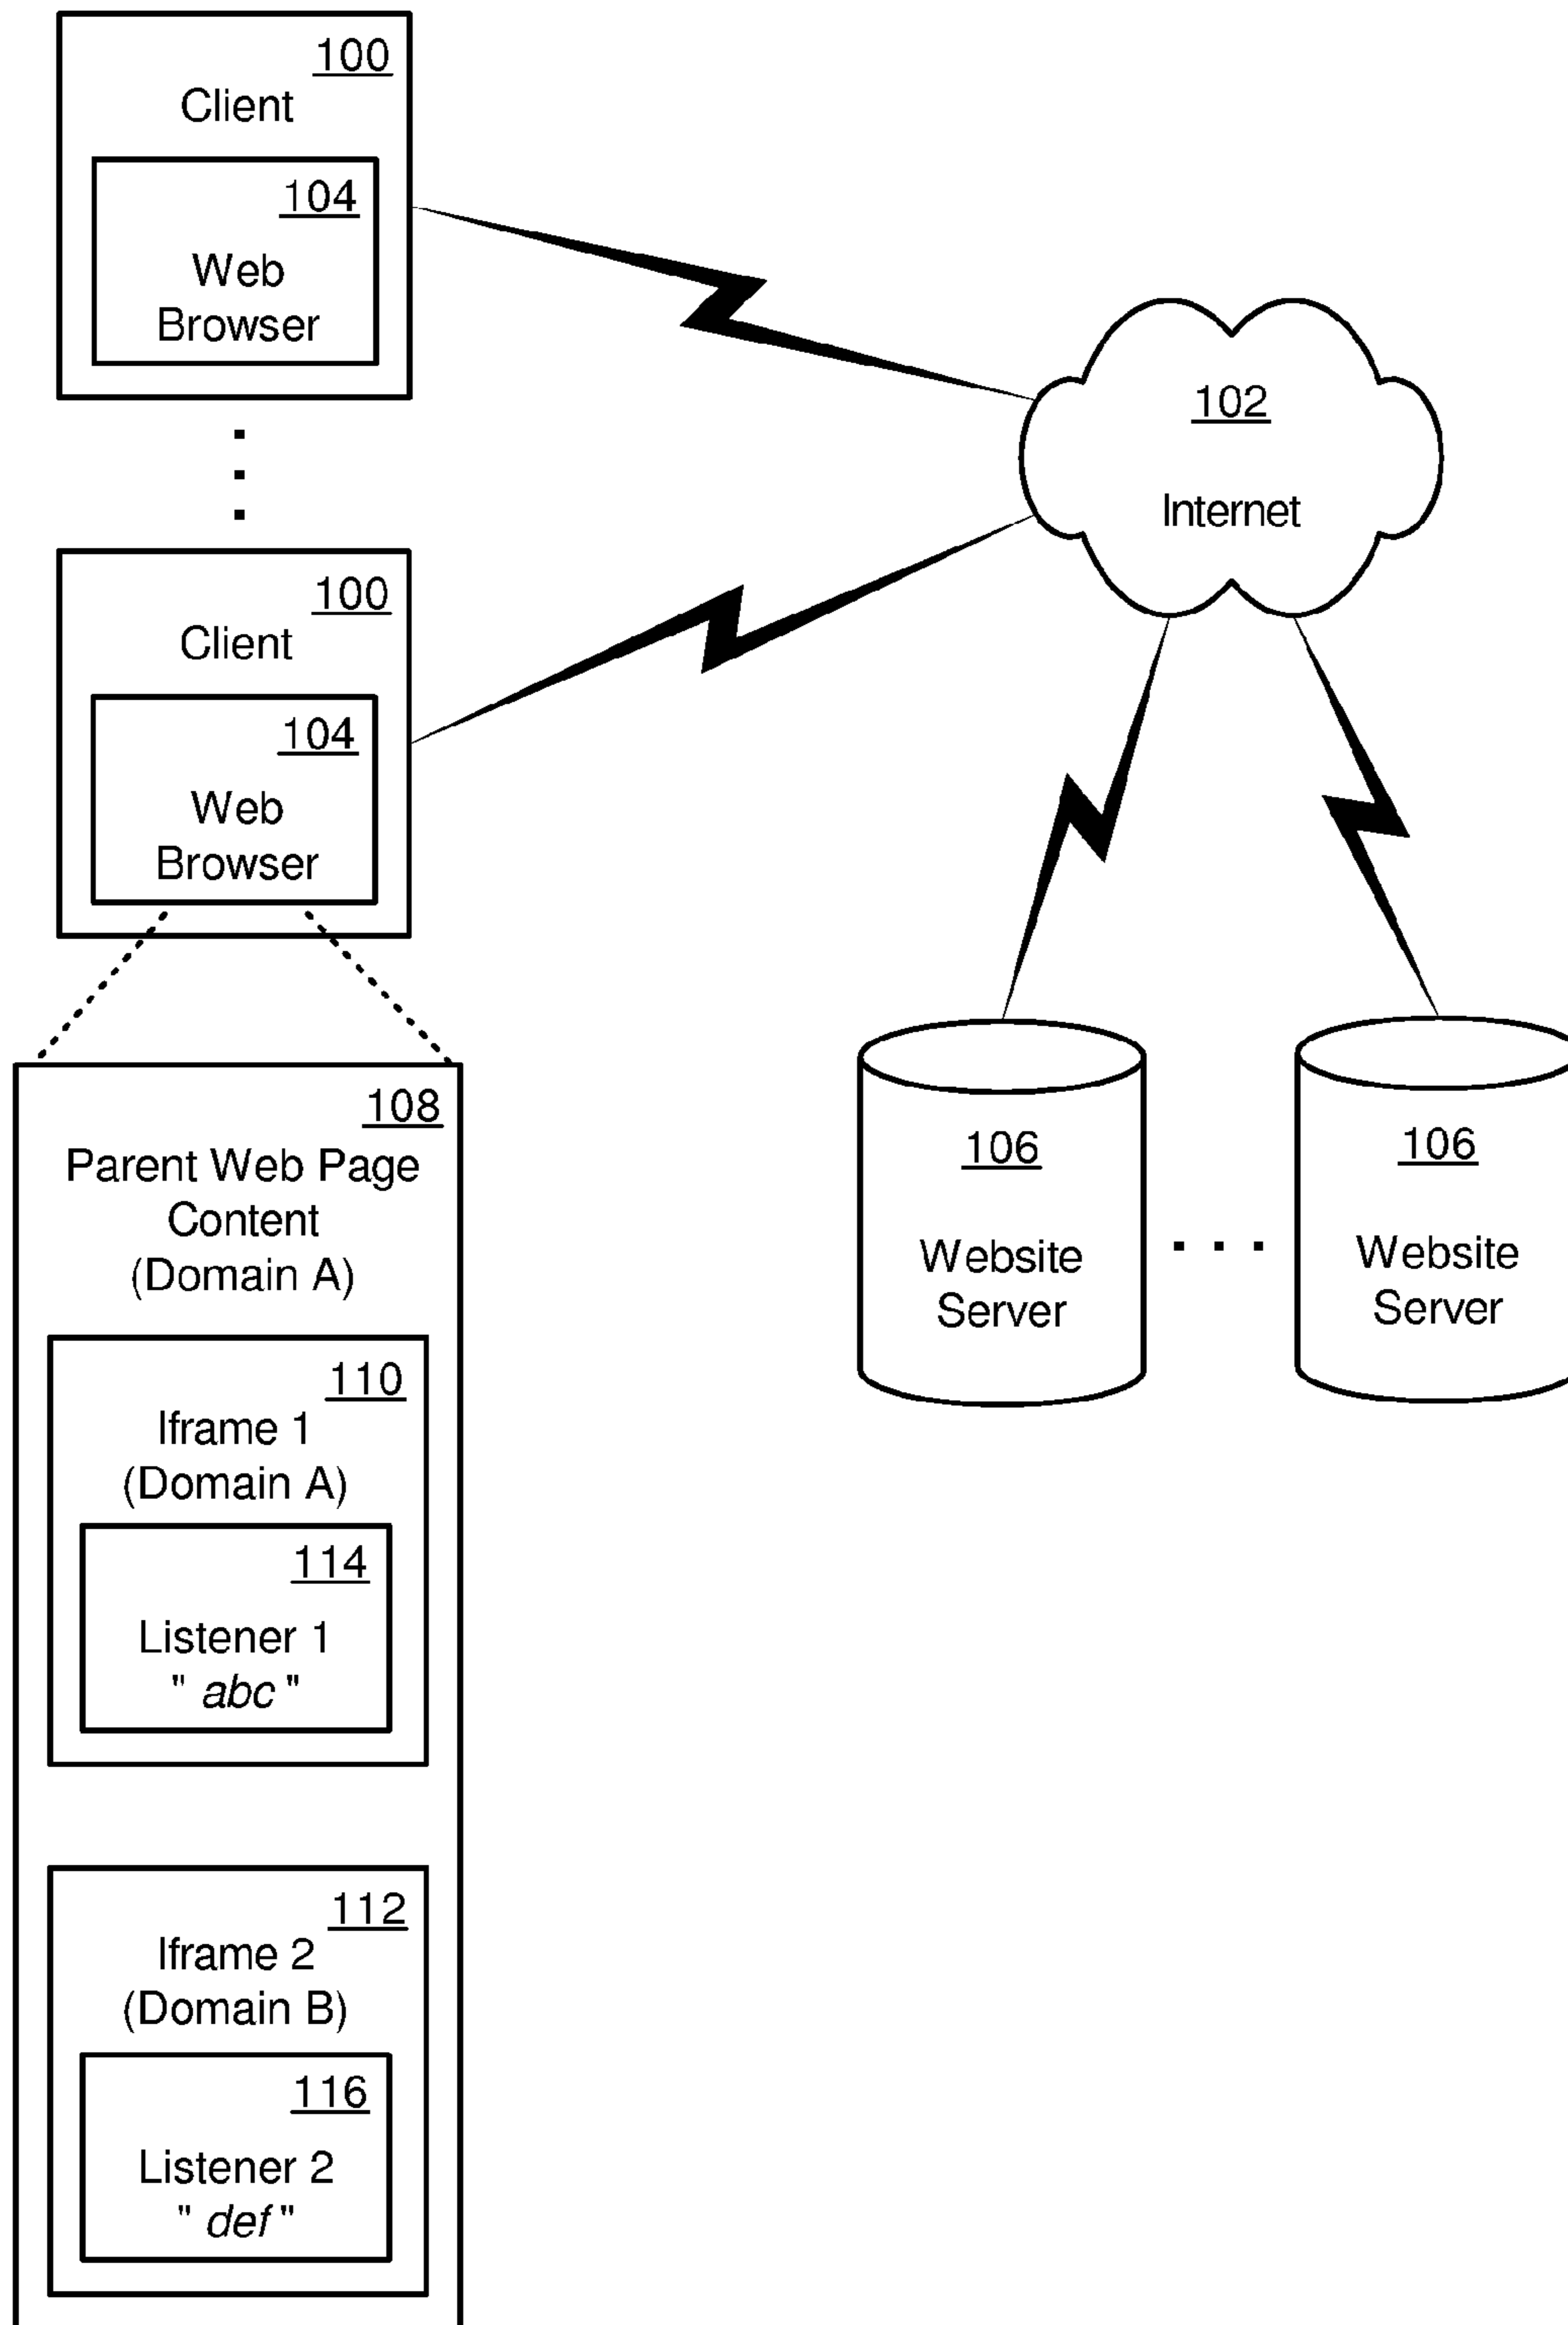 100
Client
104
Web
Browser
102
Internet
100
Client
104
Web
Browser
108
Parent Web Page
Content
(Domain A)
110
Iframe 1
(Domain A)
114
Listener 1
" abc "
112
Iframe 2
(Domain B)
116
Listener 2
" def "
106
Website
Server
106
Website
Server